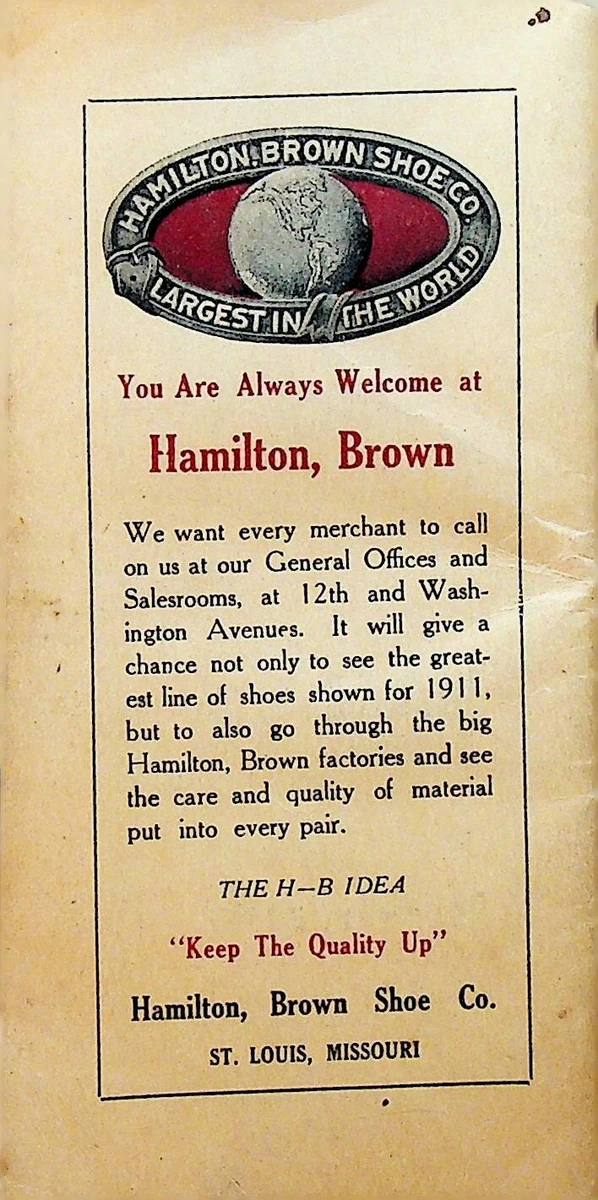 HAMILTON, BROWN SHOE CO.
LARGEST IN THE WORLD
You Are Always Welcome at
Hamilton, Brown
We want every merchant to call
on us at our General Offices and
Salesrooms, at 12th and Wash-
ington Avenues. It will give a
chance not only to see the great-
est line of shoes shown for 1911,
but to also go through the big
Hamilton, Brown factories and see
the care and quality of material
put into every pair.
THE H–B IDEA
"Keep The Quality Up"
Hamilton, Brown Shoe Co.
ST. LOUIS, MISSOURI